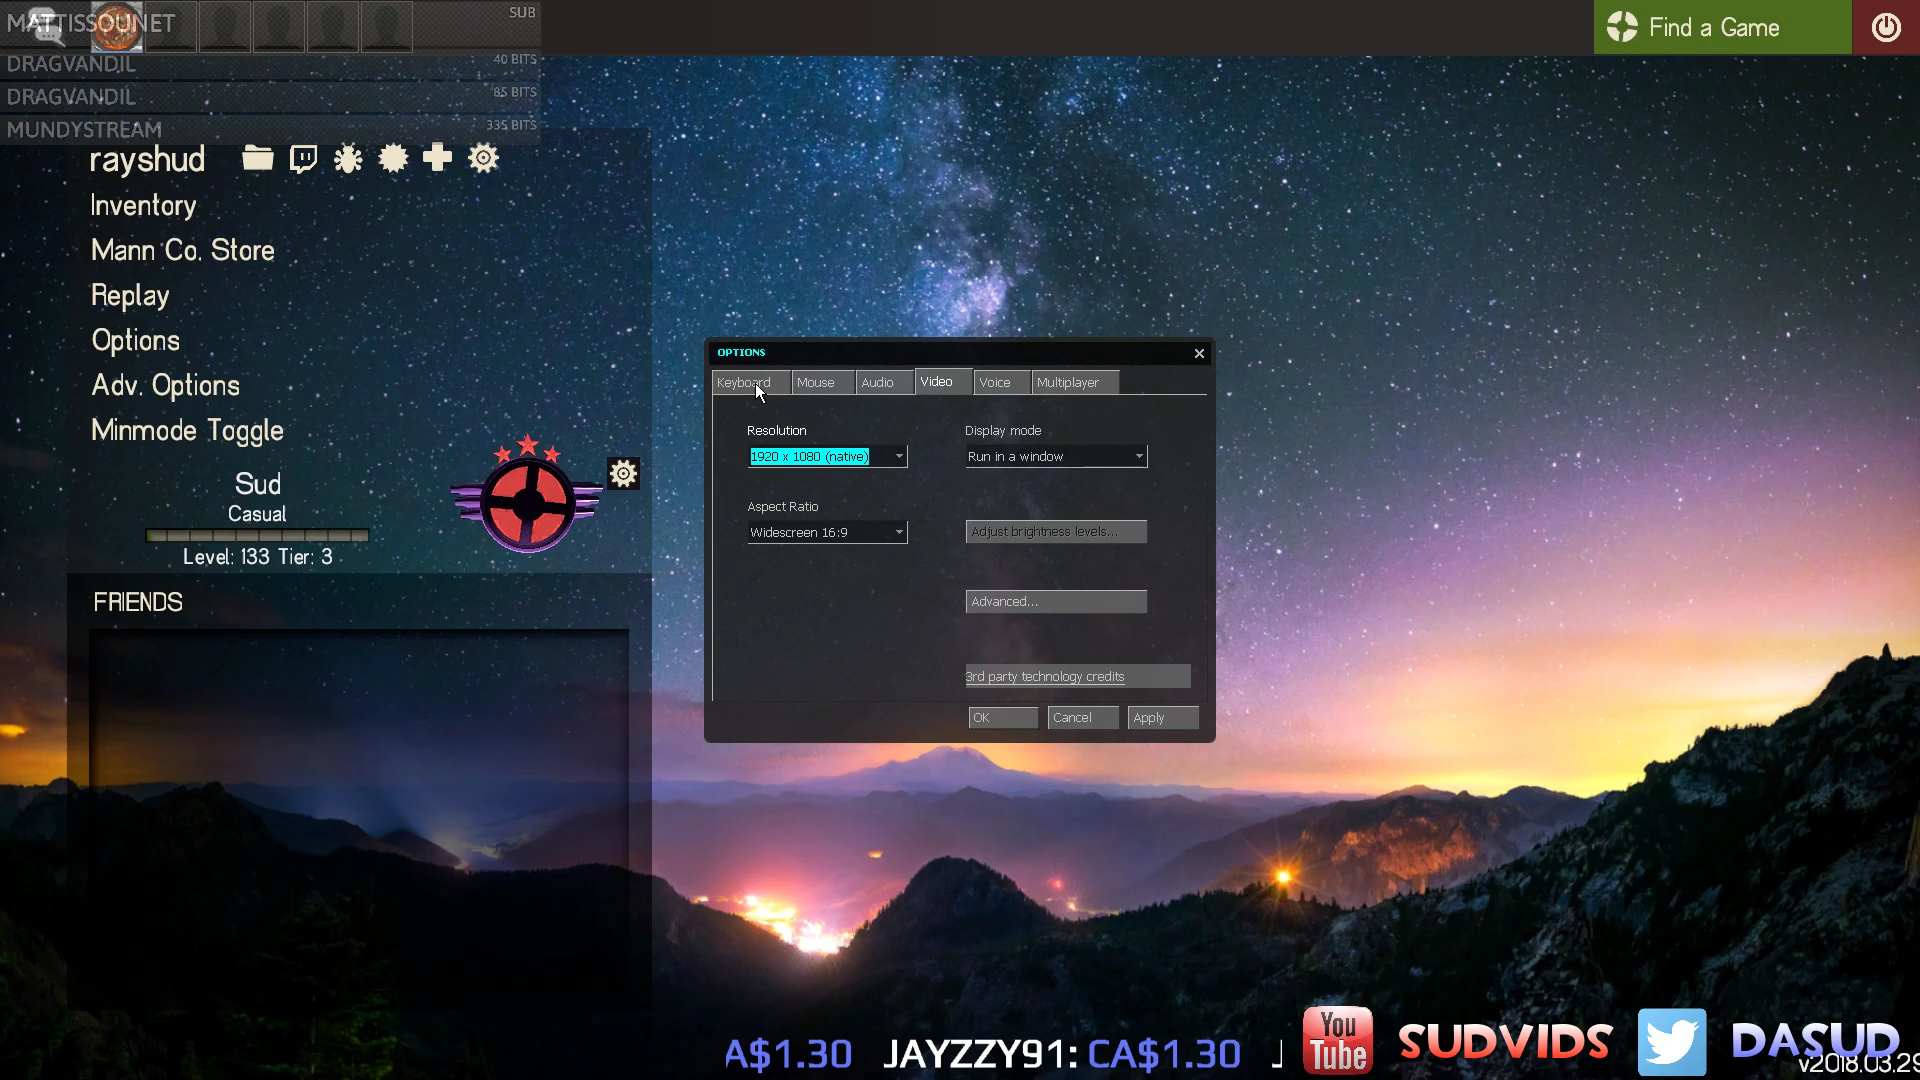 MATTISSOUNET SUB
DRAGVANDIL 40 BITS
DRAGVANDIL 85 BITS
MUNDYSTREAM 335 BITS
Find a Game
rayshud
Inventory
Mann Co. Store
Replay
Options
Adv. Options
Minmode Toggle
Sud
Casual
Level: 133 Tier: 3
FRIENDS
OPTIONS
Keyboard Mouse Audio Video Voice Multiplayer
Resolution Display mode
1920 x 1080 (native) Run in a window
Aspect Ratio
Widescreen 16:9 Adjust brightness levels...
Advanced...
3rd party technology credits
OK Cancel Apply
A$1.30 JAYZZY91: CA$1.30 J
You Tube SUDVIDS DASUD
v2018.03.29